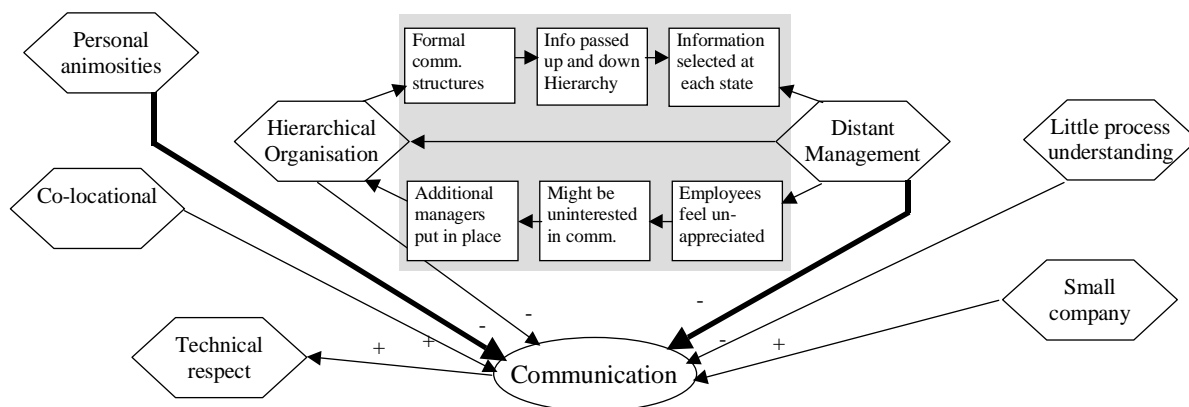 Personal
animosities
Formal
comm.
structures
Info passed
up and down
Hierarchy
Information
selected at
each state
Hierarchical
Organisation
Distant
Management
Little process
understanding
Co-locational
Additional
managers
put in place
Might be
uninterested
in comm.
Employees
feel un-
appreciated
Small
company
-
-
-
-
+
+
+
Technical
respect
Communication